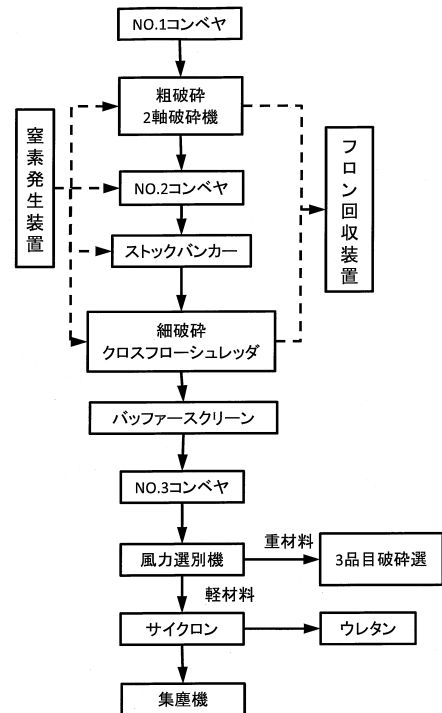 NO.1コンベヤ
粗破砕
2軸破砕機
窒素発生装置
フロン回収装置
NO.2コンベヤ
ストックバンカー
細破砕
クロスフローシュレッダ
バッファースクリーン
NO.3コンベヤ
重材料
風力選別機
3品目破砕選
軽材料
サイクロン
ウレタン
集塵機